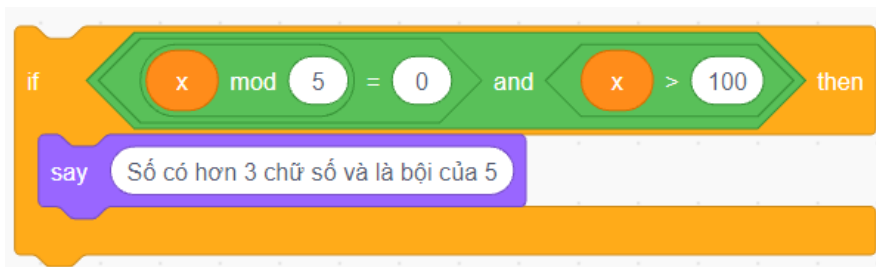 if x mod 5 = 0 and x > 100 then
say Số có hơn 3 chữ số và là bội của 5